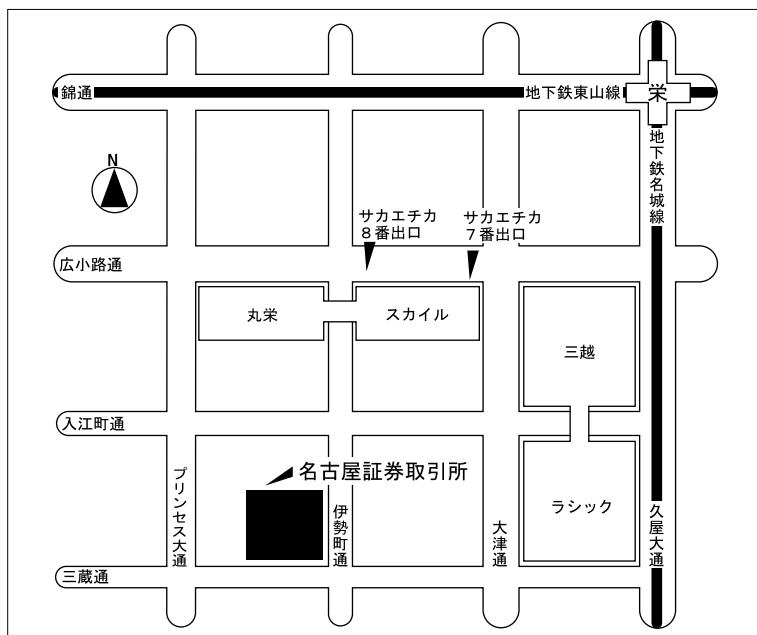 錦通
地下鉄東山線
栄
N
地下鉄名城線
サカエチカ
8番出口
サカエチカ
7番出口
広小路通
丸栄
スカイル
三越
入江町通
名古屋証券取引所
プリンセス大通
伊勢町通
大津通
ラシック
久屋大通
三蔵通